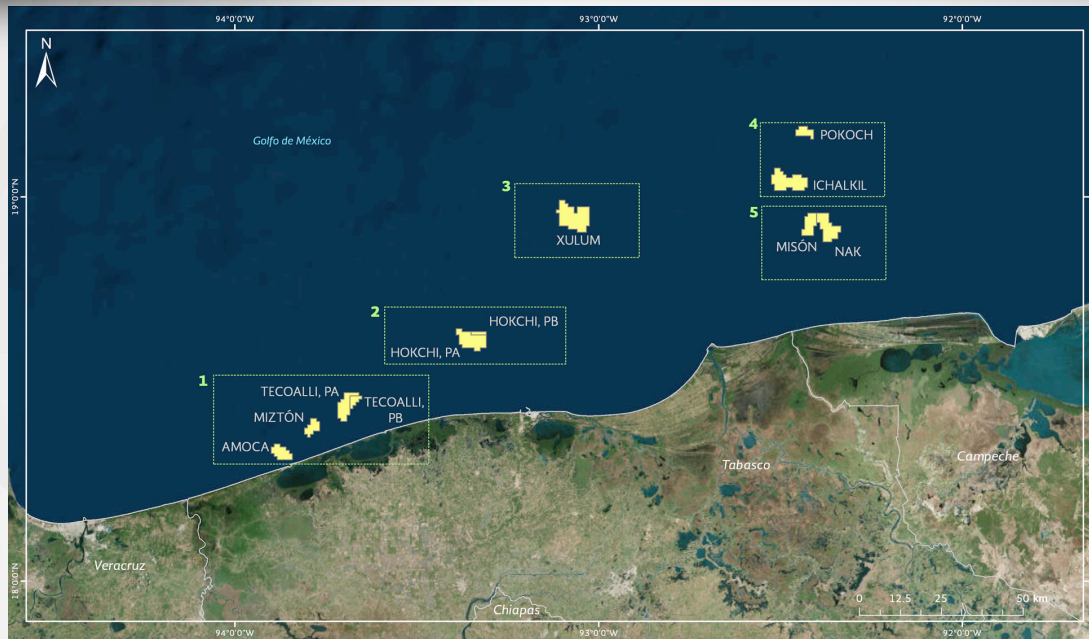 94°0'0"W
93°0'0"W
92°0'0"W
N
Golfo de México
19°0'0"N
4
POKOCH
ICHALKIL
3
XULUM
5
MISÓN
NAK
2
HOKCHI, PB
HOKCHI, PA
1
TECOALLI, PA
TECOALLI,
PB
MIZTÓN
AMOCA
Tabasco
Campeche
Veracruz
Chiapas
18°0'0"N
0 12.5 25 50 km
94°0'0"W
93°0'0"W
92°0'0"W